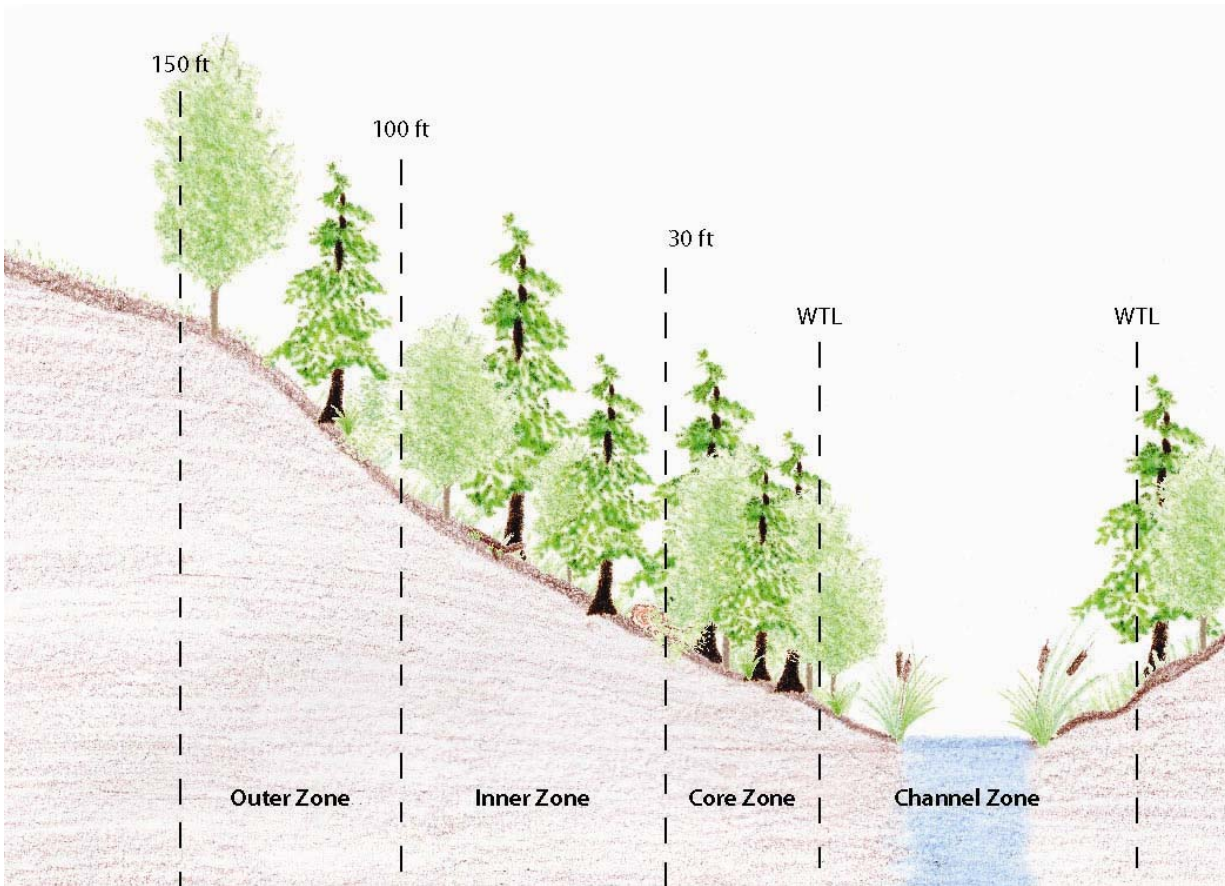 150 ft
100 ft
30 ft
WTL
WTL
Outer Zone
Inner Zone
Core Zone
Channel Zone